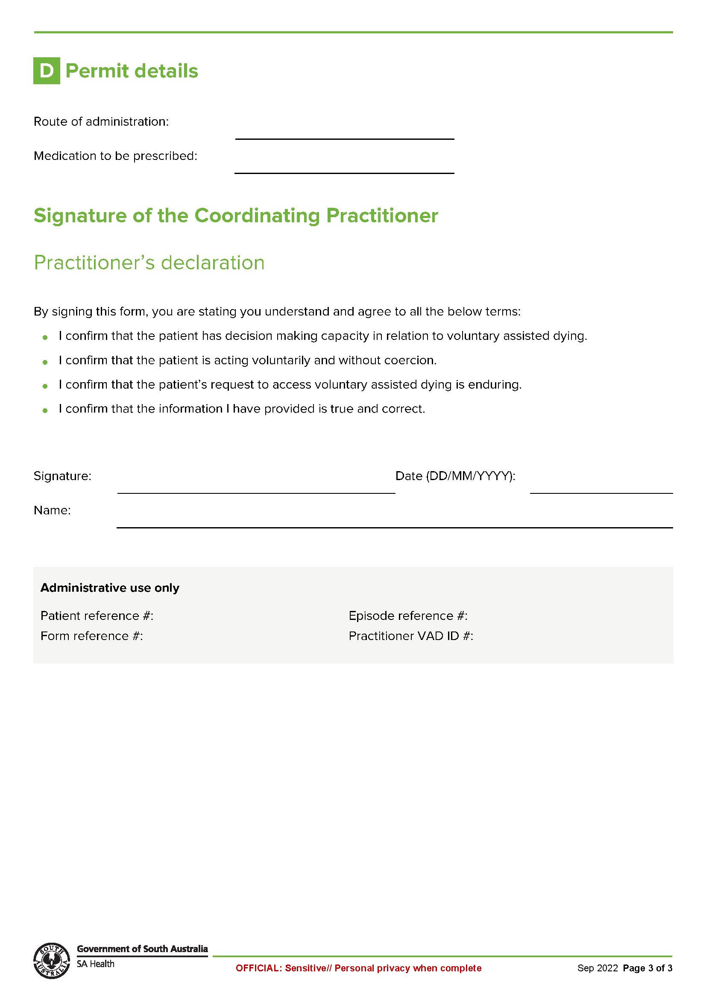 D Permit details
Route of administration:
Medication to be prescribed:
Signature of the Coordinating Practitioner
Practitioner’s declaration
By signing this form, you are stating you understand and agree to all the below terms:
• I confirm that the patient has decision making capacity in relation to voluntary assisted dying.
• I confirm that the patient is acting voluntarily and without coercion.
• I confirm that the patient’s request to access voluntary assisted dying is enduring.
• I confirm that the information I have provided is true and correct.
Signature: Date (DD/MM/YYYY):
Name:
Administrative use only
Patient reference #: Episode reference #:
Form reference #: Practitioner VAD ID #:
SOUTH AUSTRALIA
Government of South Australia
SA Health
OFFICIAL: Sensitive// Personal privacy when complete
Sep 2022 Page 3 of 3